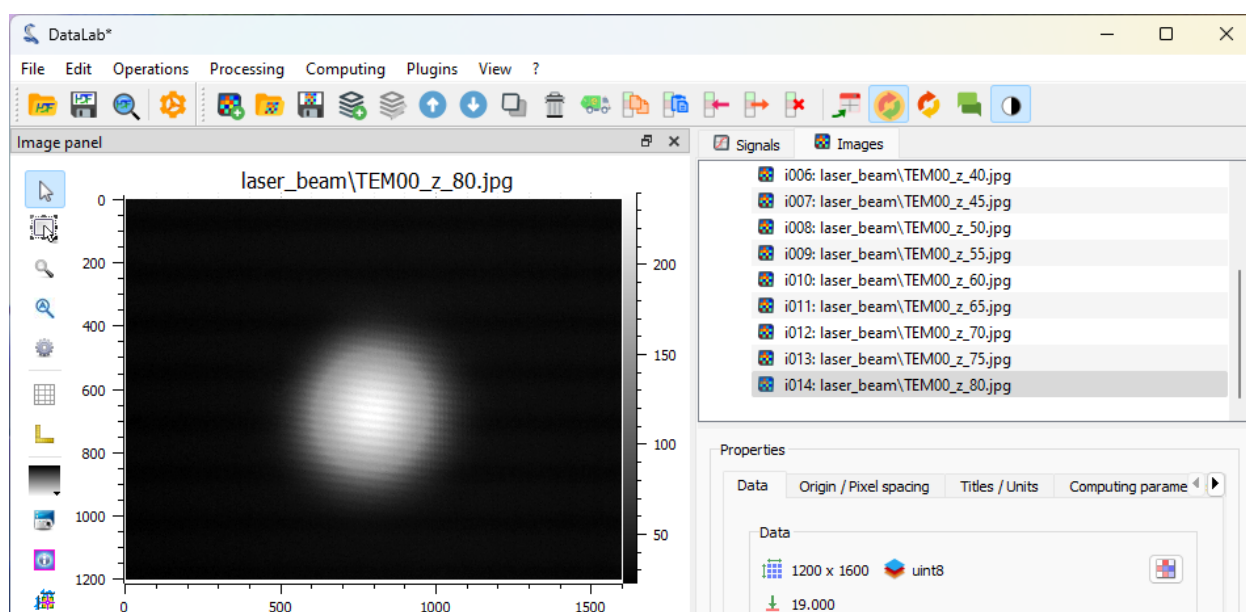 DataLab*
File Edit Operations Processing Computing Plugins View ?
Image panel
laser_beam\TEM00_z_80.jpg
0
200
400
600
800
1000
1200
0 500 1000 1500
200
150
100
50
Signals Images
i006: laser_beam\TEM00_z_40.jpg
i007: laser_beam\TEM00_z_45.jpg
i008: laser_beam\TEM00_z_50.jpg
i009: laser_beam\TEM00_z_55.jpg
i010: laser_beam\TEM00_z_60.jpg
i011: laser_beam\TEM00_z_65.jpg
i012: laser_beam\TEM00_z_70.jpg
i013: laser_beam\TEM00_z_75.jpg
i014: laser_beam\TEM00_z_80.jpg
Properties
Data Origin / Pixel spacing Titles / Units Computing parame
Data
1200 x 1600 uint8
19.000